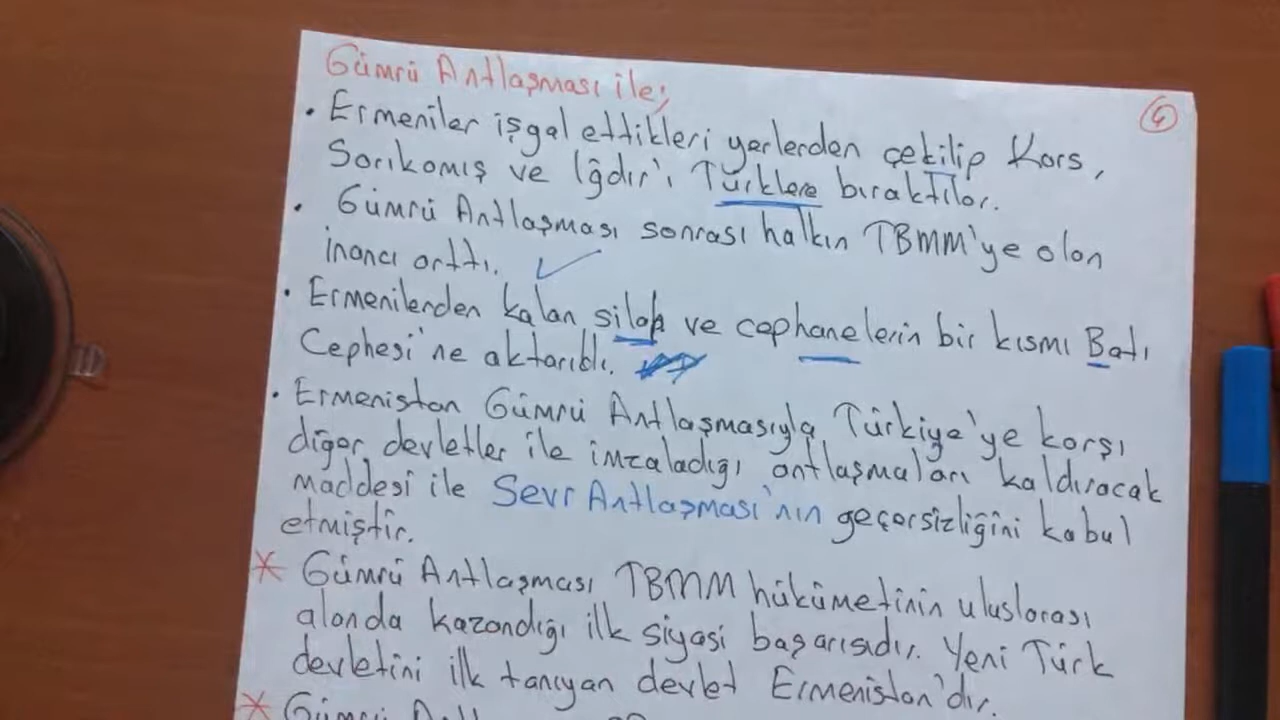 Gümrü Antlaşması ile;
6
• Ermeniler işgal ettikleri yerlerden çekilip Kars,
Sarıkamış ve Iğdır'ı Türklere bıraktılar.
• Gümrü Antlaşması sonrası halkın TBMM'ye olan
inancı arttı.
• Ermenilerden kalan silah ve cephanelerin bir kısmı Batı
Cephesi'ne aktarıldı.
• Ermenistan Gümrü Antlaşmasıyla Türkiye'ye karşı
diğer devletler ile imzaladığı antlaşmaları kaldıracak
maddesi ile Sevr Antlaşması'nın geçersizliğini kabul
etmiştir.
* Gümrü Antlaşması TBMM hükümetinin uluslarası
alanda kazandığı ilk siyasi başarısıdır. Yeni Türk
devletini ilk tanıyan devlet Ermenistan'dır.
* Gümrü